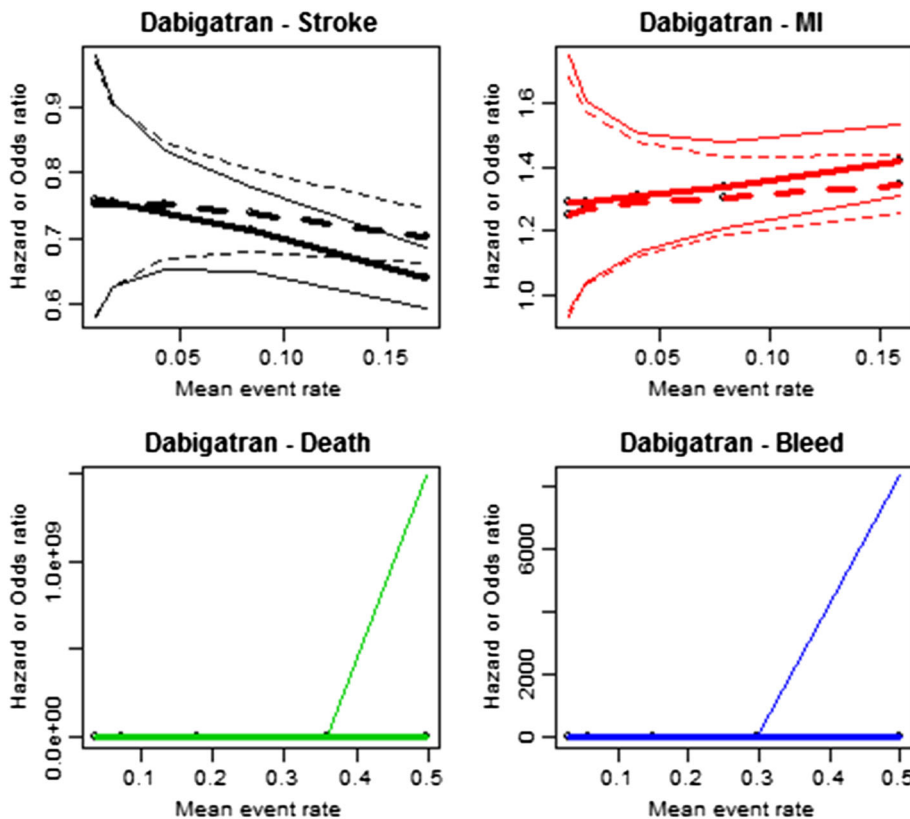 Dabigatran - Stroke
Hazard or Odds ratio
0.9
0.8
0.7
0.6
0.05 0.10 0.15
Mean event rate
Dabigatran - MI
Hazard or Odds ratio
1.6
1.4
1.2
1.0
0.05 0.10 0.15
Mean event rate
Dabigatran - Death
Hazard or Odds ratio
1.0e+09
0.0e+00
0.1 0.2 0.3 0.4 0.5
Mean event rate
Dabigatran - Bleed
Hazard or Odds ratio
6000
2000
0
0.1 0.2 0.3 0.4 0.5
Mean event rate